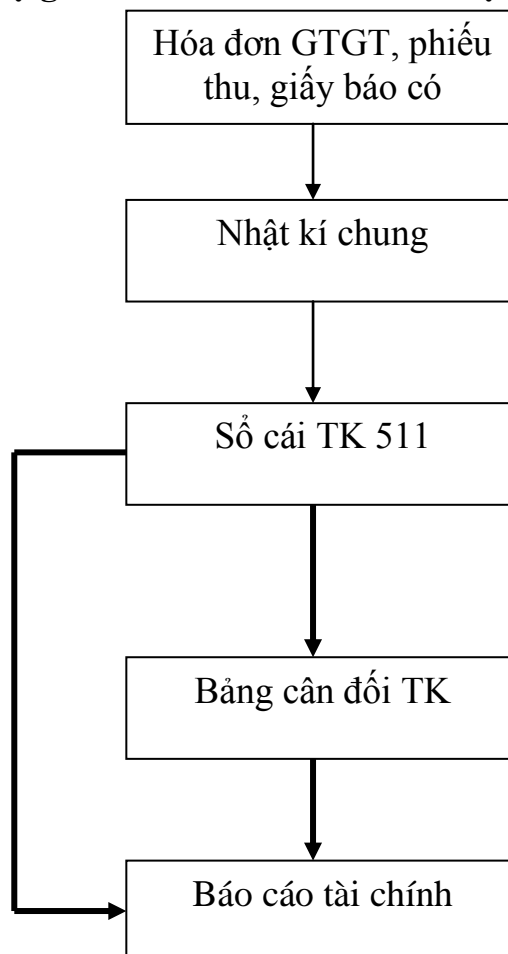 Hóa đơn GTGT, phiếu
thu, giấy báo có
Nhật kí chung
Sổ cái TK 511
Bảng cân đối TK
Báo cáo tài chính